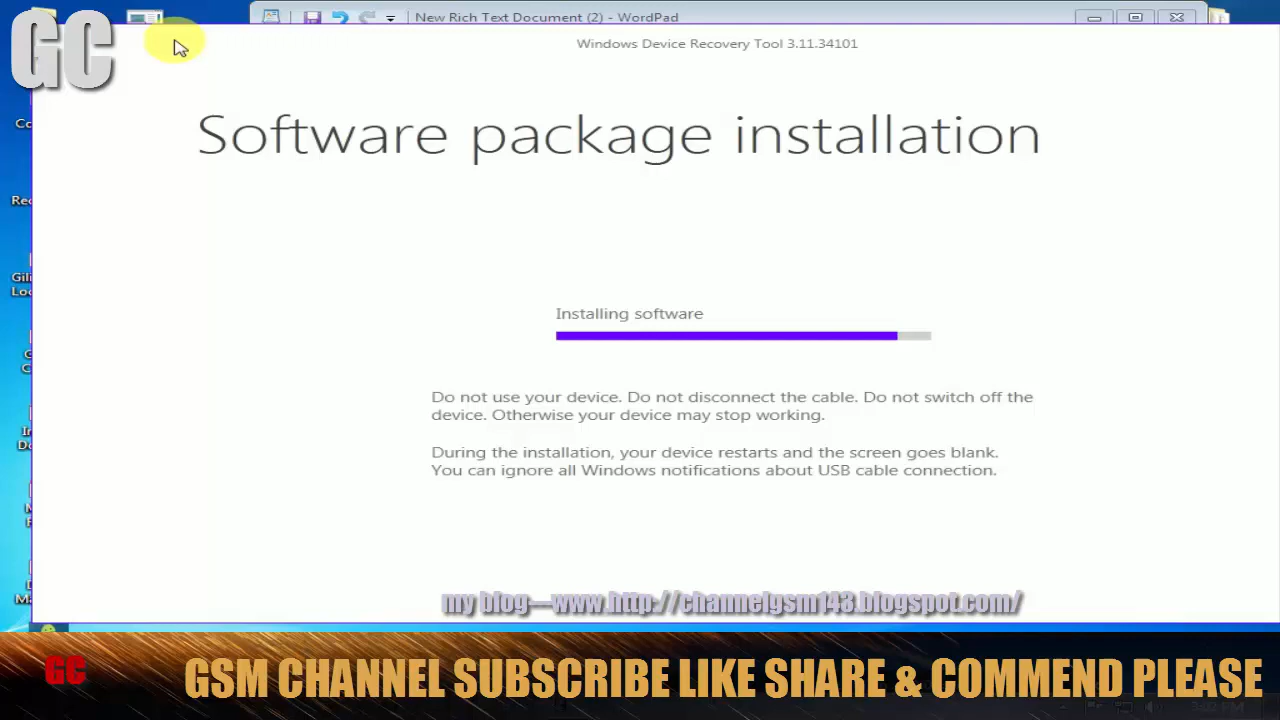 GC
New Rich Text Document (2) - WordPad
Windows Device Recovery Tool 3.11.34101
Software package installation
Installing software
Do not use your device. Do not disconnect the cable. Do not switch off the
device. Otherwise your device may stop working.
During the installation, your device restarts and the screen goes blank.
You can ignore all Windows notifications about USB cable connection.
my blog---www.http://channelgsm143.blogspot.com/
GC
GSM CHANNEL SUBSCRIBE LIKE SHARE & COMMEND PLEASE